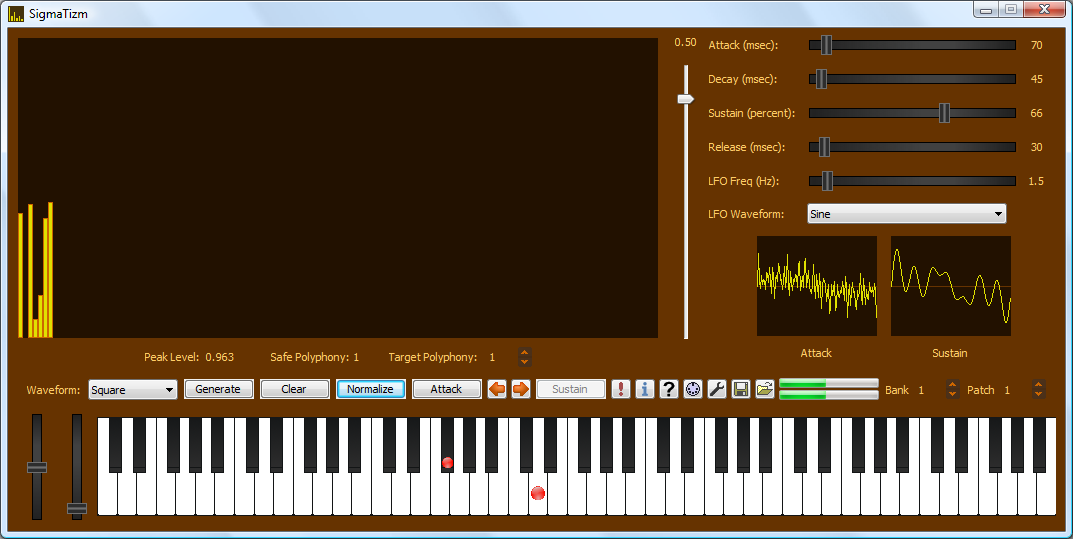 SigmaTizm
0.50
Attack (msec): 70
Decay (msec): 45
Sustain (percent): 66
Release (msec): 30
LFO Freq (Hz): 1.5
LFO Waveform: Sine
Attack Sustain
Peak Level: 0.963 Safe Polyphony: 1 Target Polyphony: 1
Waveform: Square Generate Clear Normalize Attack Sustain ! i ? Bank 1 Patch 1